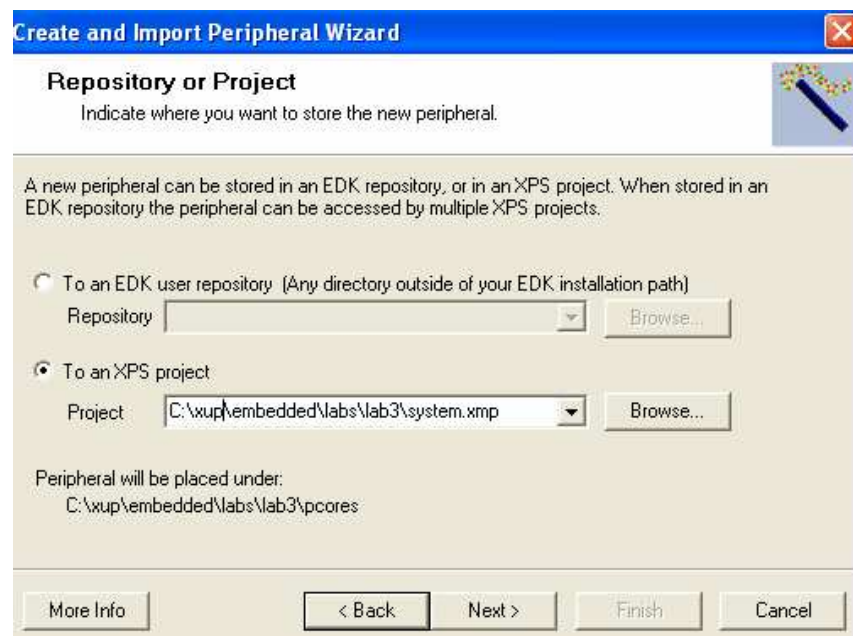 Create and Import Peripheral Wizard
Repository or Project
Indicate where you want to store the new peripheral.
A new peripheral can be stored in an EDK repository, or in an XPS project. When stored in an
EDK repository the peripheral can be accessed by multiple XPS projects.
To an EDK user repository (Any directory outside of your EDK installation path)
Repository
Browse...
To an XPS project
Project
C:\xup\embedded\labs\lab3\system.xmp
Browse...
Peripheral will be placed under:
C:\xup\embedded\labs\lab3\pcores
More Info
< Back
Next >
Finish
Cancel